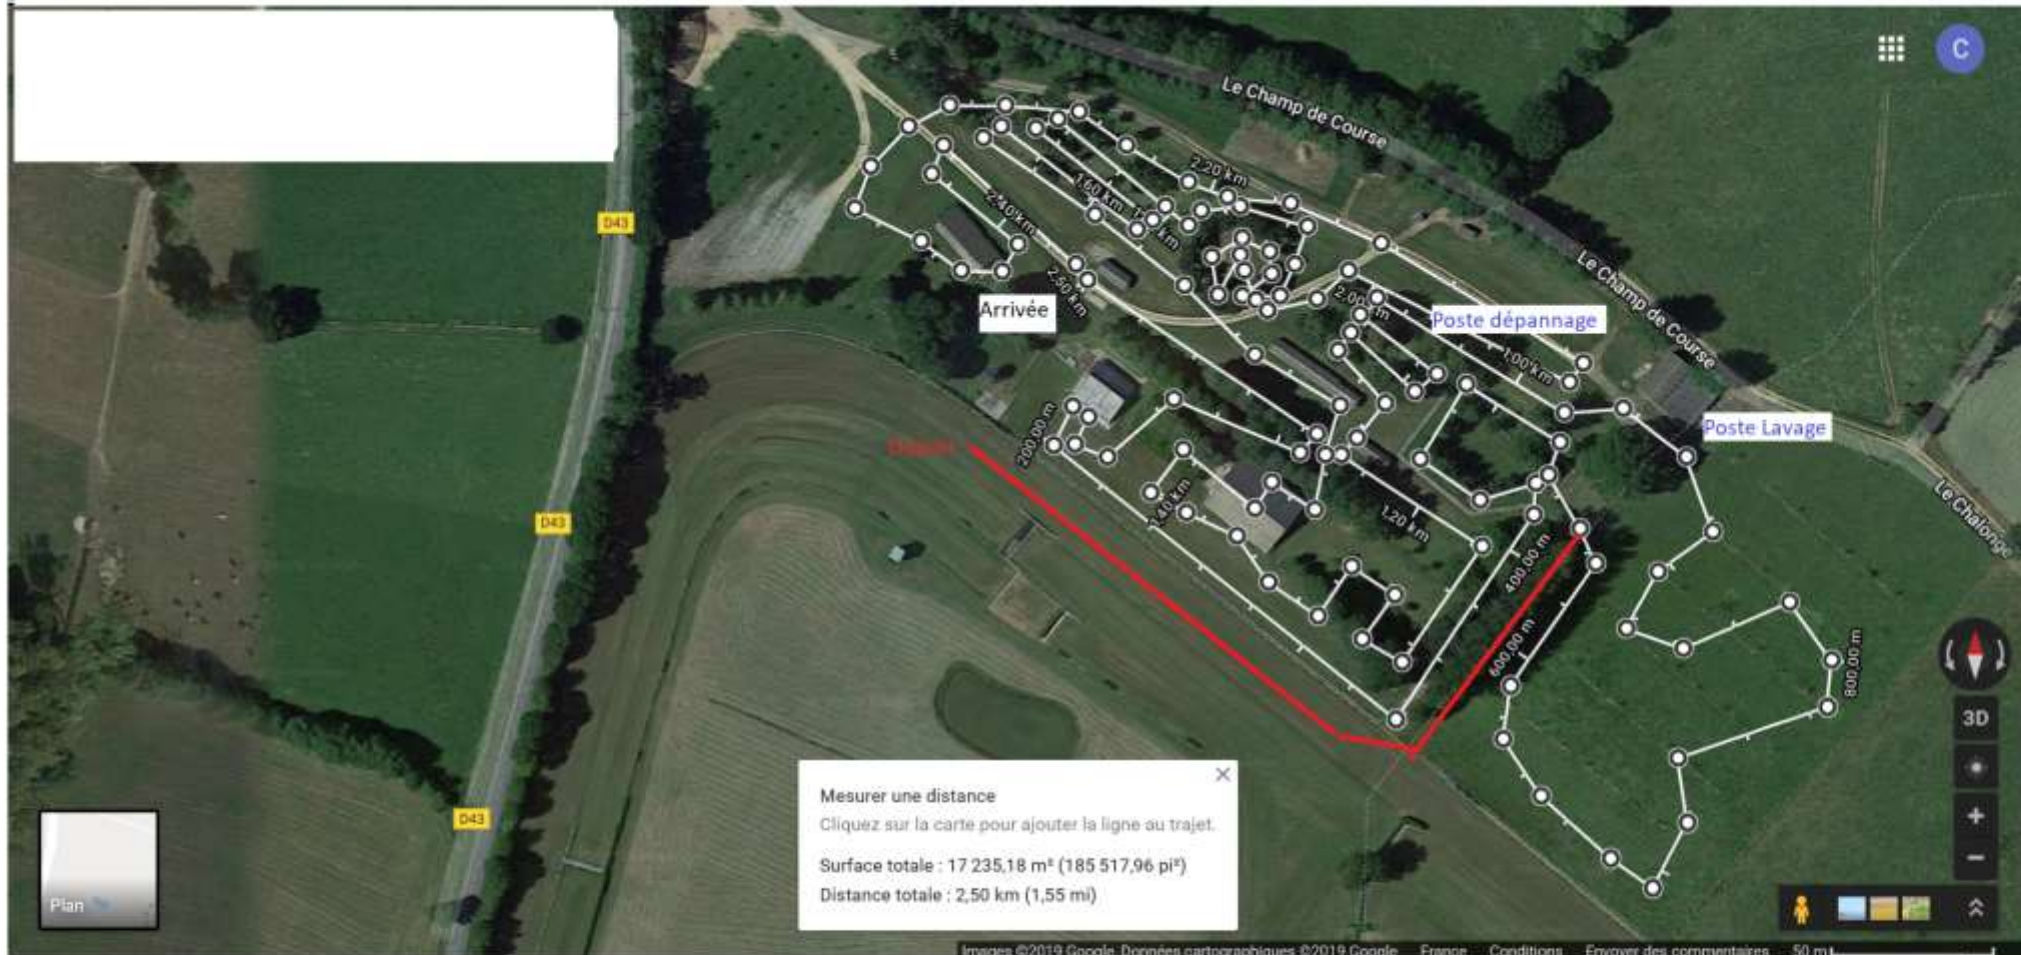 C
Le Champ de Course
2,20 km
1,60 km
D43
2,40 km
Le Champ de Course
2,50 km
Arrivée
Poste dépannage
1,00 km
200,00 m
Poste Lavage
Départ
Le Chalonge
1,40 km
1,20 km
D43
400,00 m
600,00 m
800,00 m
3D
Mesurer une distance
Cliquez sur la carte pour ajouter la ligne au trajet.
D43
Surface totale : 17 235,18 m² (185 517,96 pi²)
Distance totale : 2,50 km (1,55 mi)
Plan
Images ©2019 Google, Données cartographiques ©2019 Google France Conditions Envoyer des commentaires 50 m